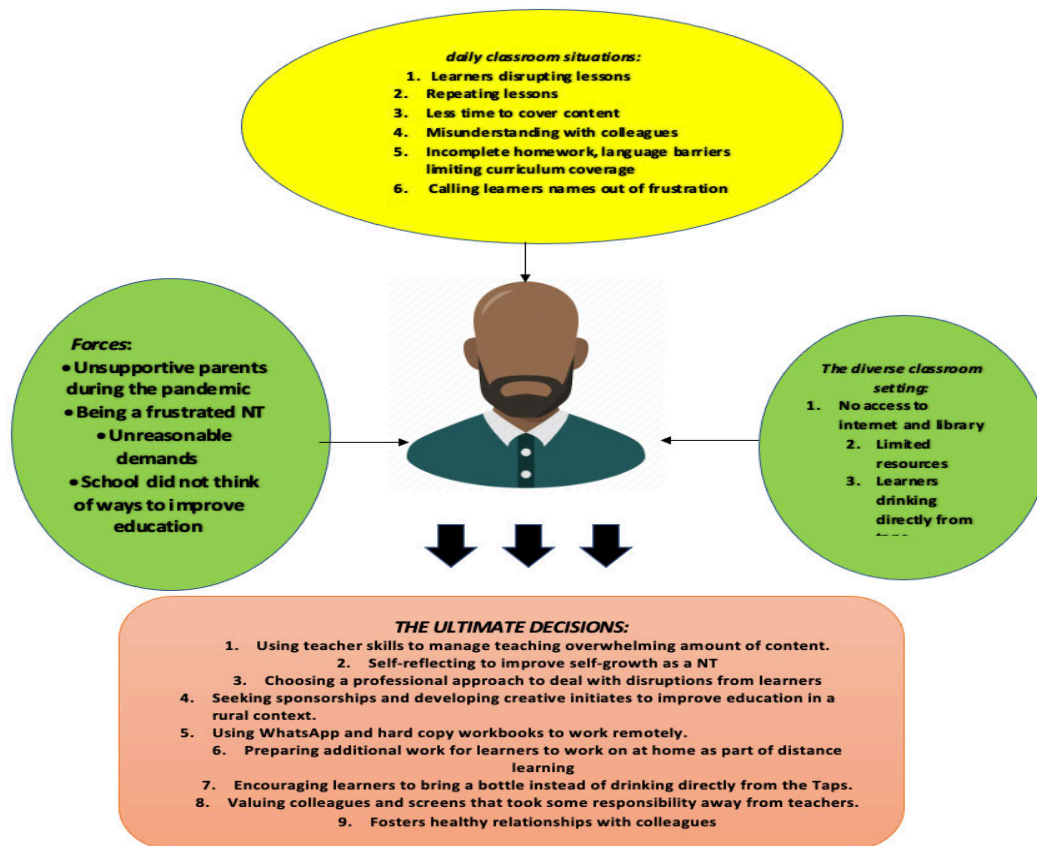 daily classroom situations:
1. Learners disrupting lessons
2. Repeating lessons
3. Less time to cover content
4. Misunderstanding with colleagues
5. Incomplete homework, language barriers
limiting curriculum coverage
6. Calling learners names out of frustration
Forces:
• Unsupportive parents
during the pandemic
• Being a frustrated NT
• Unreasonable
demands
• School did not think
of ways to improve
education
The diverse classroom
setting:
1. No access to
internet and library
2. Limited
resources
3. Learners
drinking
directly from
THE ULTIMATE DECISIONS:
1. Using teacher skills to manage teaching overwhelming amount of content.
2. Self-reflecting to improve self-growth as a NT
3. Choosing a professional approach to deal with disruptions from learners
4. Seeking sponsorships and developing creative initiates to improve education in a
rural context.
5. Using WhatsApp and hard copy workbooks to work remotely.
6. Preparing additional work for learners to work on at home as part of distance
learning
7. Encouraging learners to bring a bottle instead of drinking directly from the Taps.
8. Valuing colleagues and screens that took some responsibility away from teachers.
9. Fosters healthy relationships with colleagues